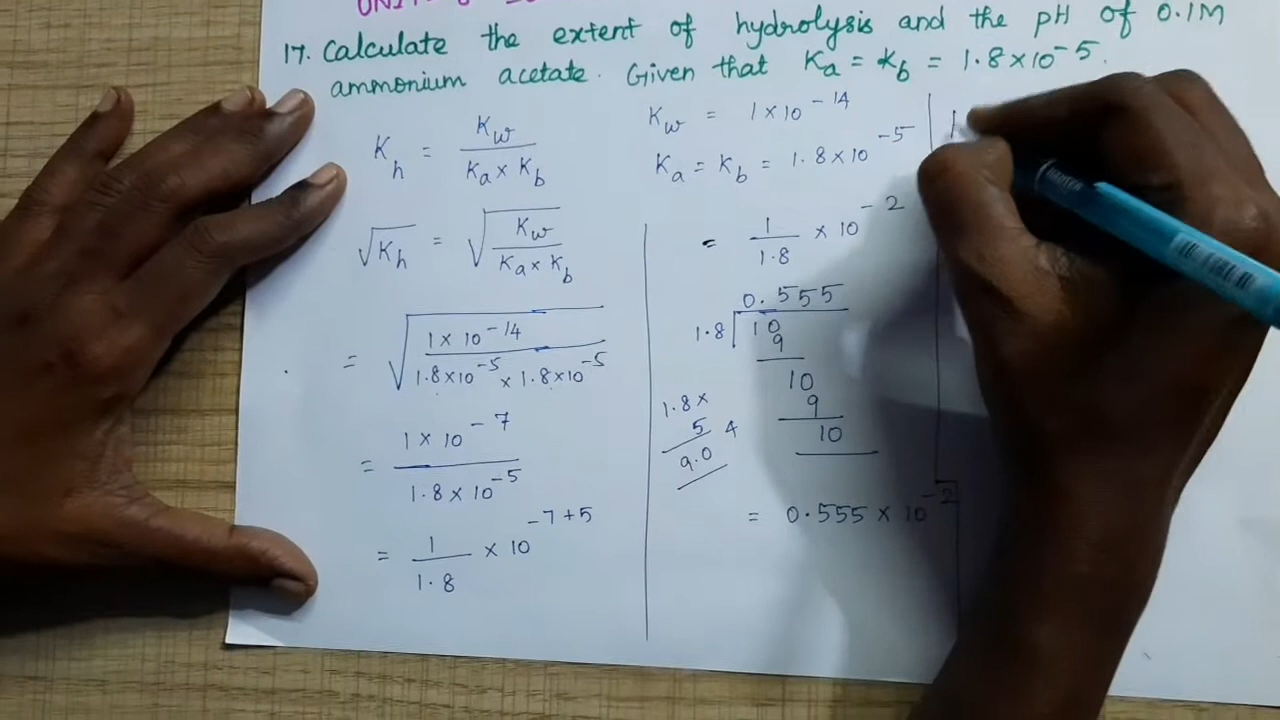 UNIT-8
17. Calculate the extent of hydrolysis and the pH of 0.1M
ammonium acetate. Given that Ka = Kb = 1.8×10⁻⁵.
Kh = Kw / Ka × Kb
√Kh = √(Kw / Ka × Kb)
= √(1 × 10⁻¹⁴ / 1.8×10⁻⁵ × 1.8×10⁻⁵)
= 1 × 10⁻⁷ / 1.8 × 10⁻⁵
= 1 / 1.8 × 10⁻⁷⁺⁵
Kw = 1×10⁻¹⁴
Ka = Kb = 1.8×10⁻⁵
= 1 / 1.8 × 10⁻²
0.555
1.8 10
9
10
9
10
1.8×
5 4
9.0
= 0.555 × 10⁻²